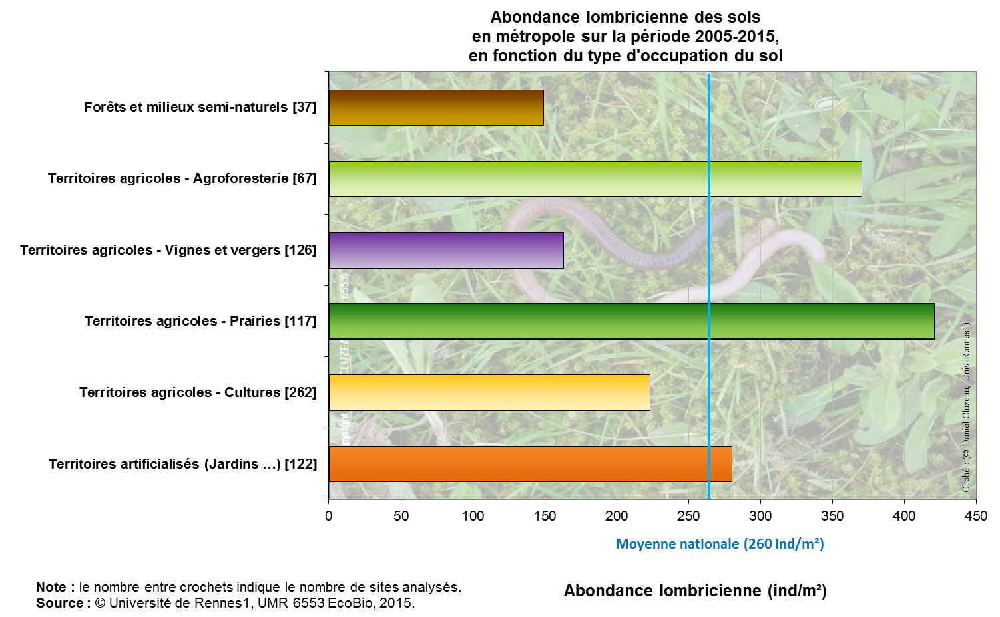 Abondance lombricienne des sols
en métropole sur la période 2005-2015,
en fonction du type d'occupation du sol
Forêts et milieux semi-naturels [37]
Territoires agricoles - Agroforesterie [67]
Territoires agricoles - Vignes et vergers [126]
Territoires agricoles - Prairies [117]
Territoires agricoles - Cultures [262]
Territoires artificialisés (Jardins …) [122]
6553)
CLUZEA
pyright
Cliché : (© Daniel Cluzeau, Univ-Rennes1)
0 50 100 150 200 250 300 350 400 450
Moyenne nationale (260 ind/m²)
Abondance lombricienne (ind/m²)
Note : le nombre entre crochets indique le nombre de sites analysés.
Source : © Université de Rennes1, UMR 6553 EcoBio, 2015.